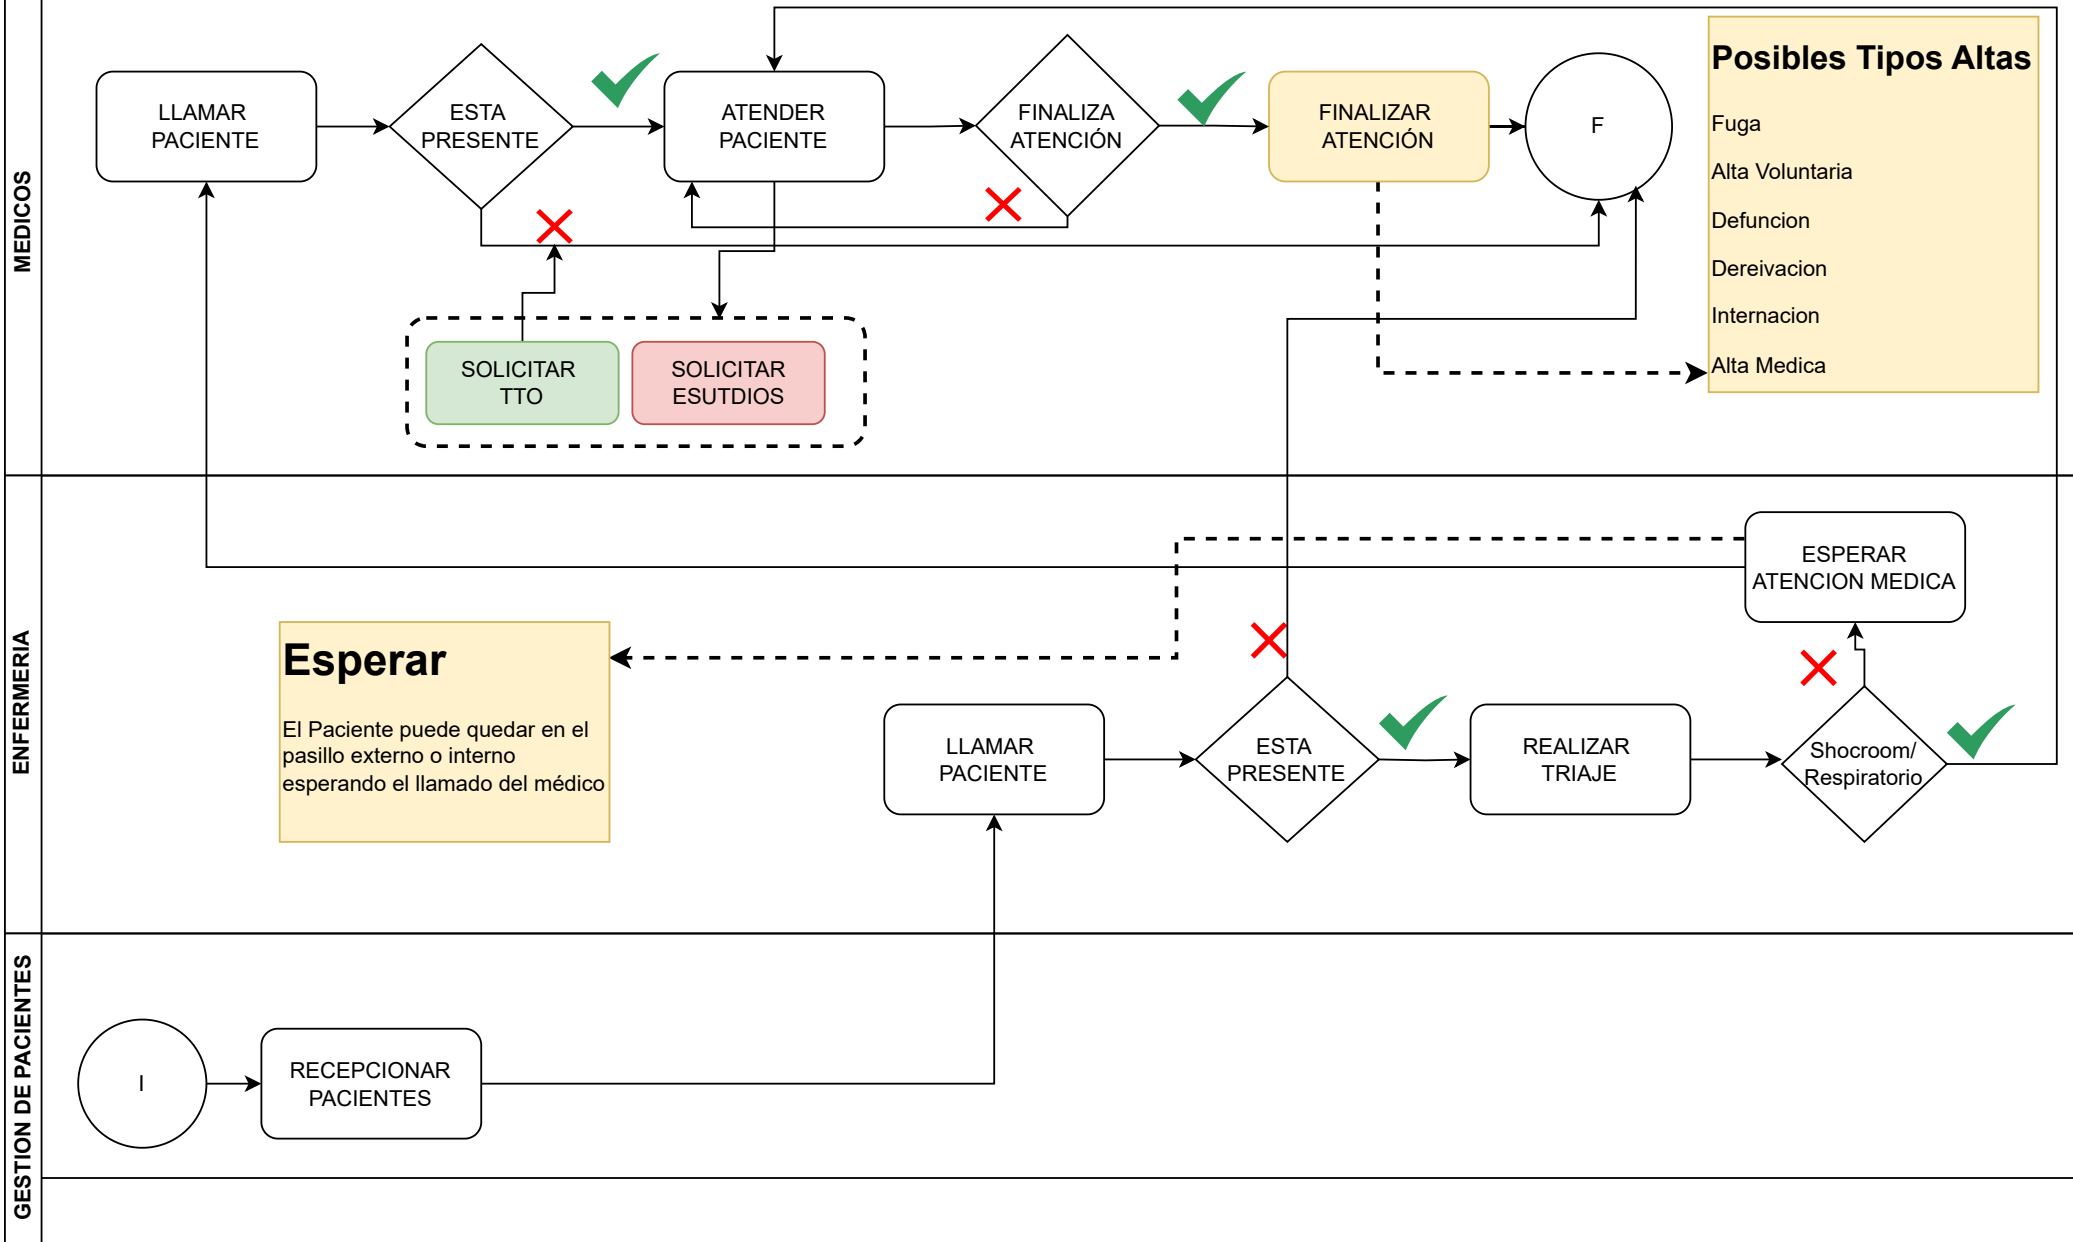 MEDICOS
LLAMAR
PACIENTE
ESTA
PRESENTE
ATENDER
PACIENTE
FINALIZA
ATENCIÓN
FINALIZAR
ATENCIÓN
F
Posibles Tipos Altas
Fuga
Alta Voluntaria
Defuncion
Dereivacion
Internacion
Alta Medica
SOLICITAR
TTO
SOLICITAR
ESUTDIOS
ENFERMERIA
ESPERAR
ATENCION MEDICA
Esperar
El Paciente puede quedar en el
pasillo externo o interno
esperando el llamado del médico
LLAMAR
PACIENTE
ESTA
PRESENTE
REALIZAR
TRIAJE
Shocroom/
Respiratorio
GESTION DE PACIENTES
I
RECEPCIONAR
PACIENTES